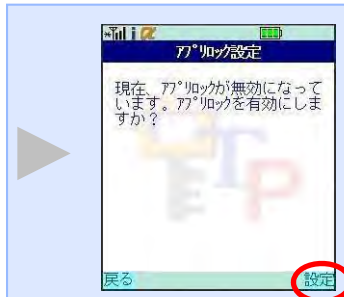 i α
ｱﾌﾟﾘﾛｯｸ設定
現在、ｱﾌﾟﾘﾛｯｸが無効になって
います。ｱﾌﾟﾘﾛｯｸを有効にしま
すか？
OTP
戻る
設定